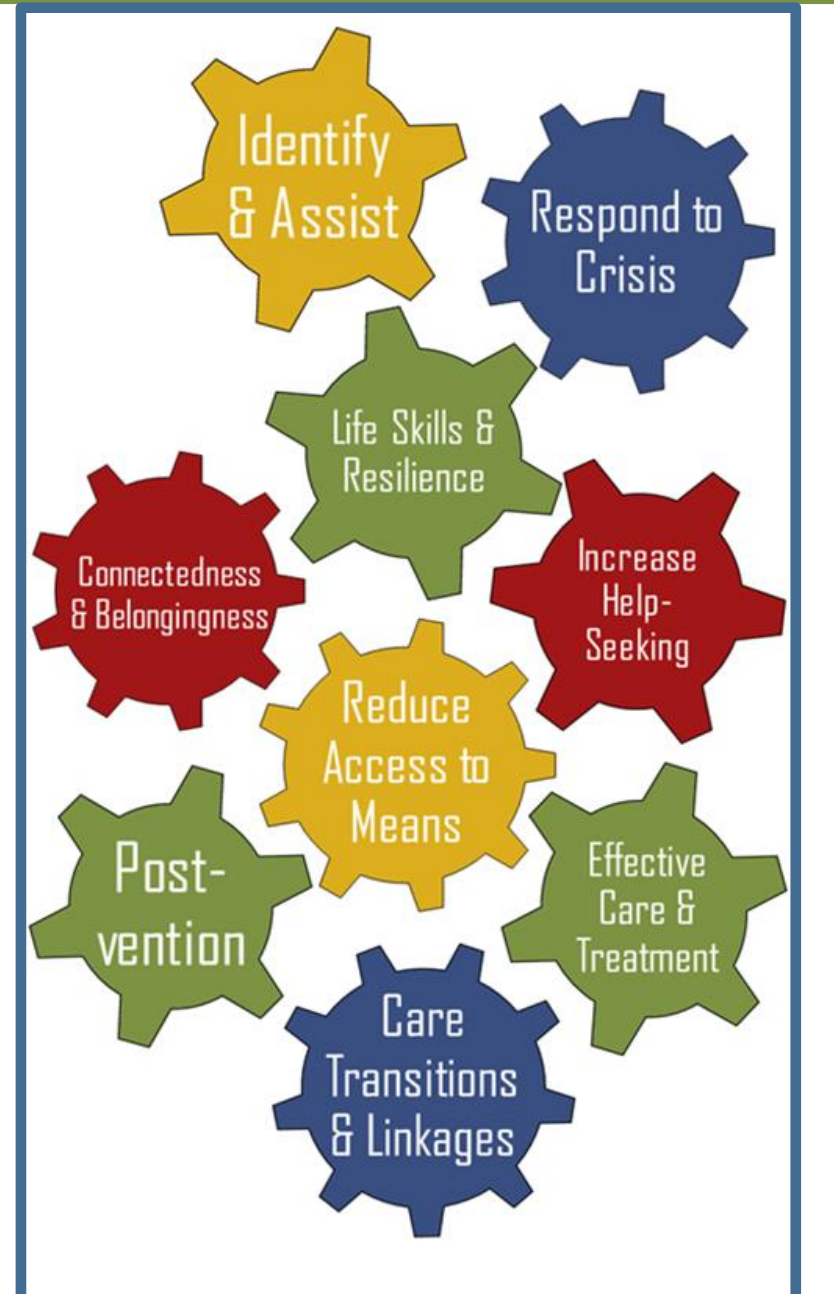 Identify
& Assist
Respond to
Crisis
Life Skills &
Resilience
Connectedness
& Belongingness
Increase
Help-
Seeking
Reduce
Access to
Means
Post-
vention
Effective
Care &
Treatment
Care
Transitions
& Linkages